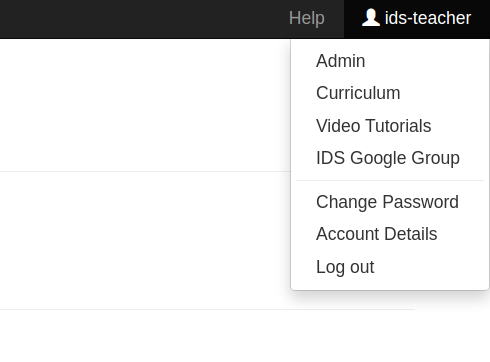 Help ids-teacher
Admin
Curriculum
Video Tutorials
IDS Google Group
Change Password
Account Details
Log out